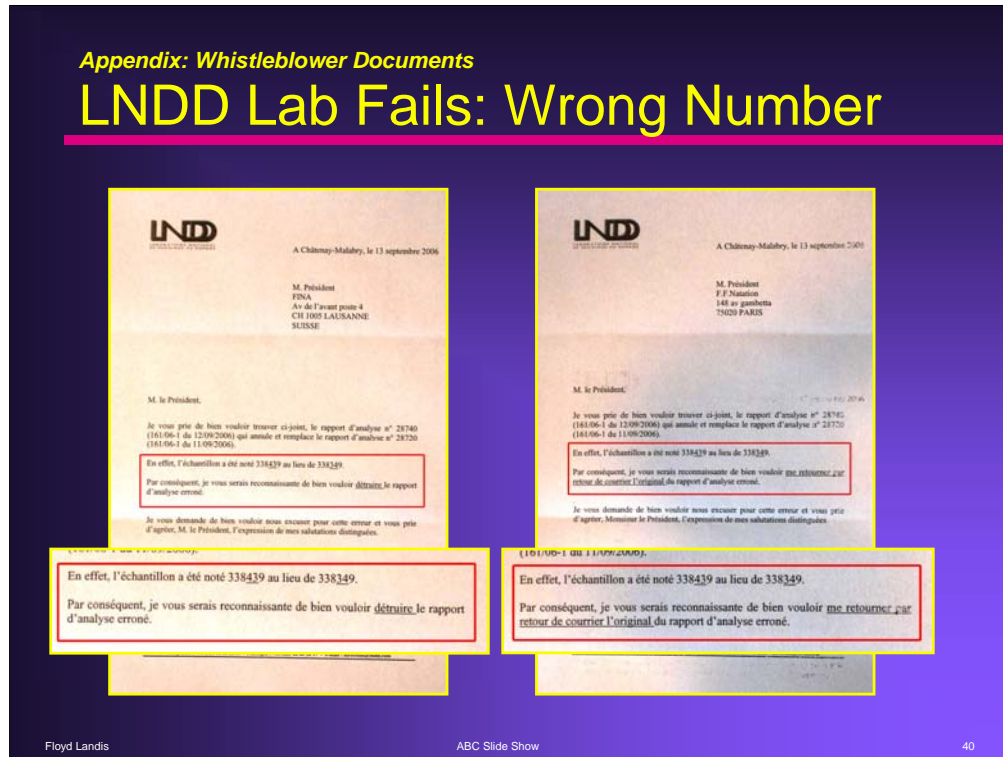 Appendix: Whistleblower Documents
LNDD Lab Fails: Wrong Number
LNDD
A Châtenay-Malabry, le 13 septembre 2006
M. Président
FINA
Av de l'avant poste 4
CH 1005 LAUSANNE
SUISSE
M. le Président,
Je vous prie de bien vouloir trouver ci-joint, le rapport d'analyse n° 28740
(161/06-1 du 12/09/2006) qui annule et remplace le rapport d'analyse n° 28720
(161/06-1 du 11/09/2006).
En effet, l'échantillon a été noté 338439 au lieu de 338349.
Par conséquent, je vous serais reconnaissante de bien vouloir détruire le rapport
d'analyse erroné.
Je vous demande de bien vouloir nous excuser pour cette erreur et vous prie
d'agréer, M. le Président, l'expression de mes salutations distinguées.
En effet, l'échantillon a été noté 338439 au lieu de 338349.
Par conséquent, je vous serais reconnaissante de bien vouloir détruire le rapport
d'analyse erroné.
LNDD
A Châtenay-Malabry, le 13 septembre 2006
M. Président
F.F.Natation
148 av gambetta
75020 PARIS
M. le Président,
Je vous prie de bien vouloir trouver ci-joint, le rapport d'analyse n°
(161/06-1 du 12/09/2006) qui annule et remplace le rapport d'analyse n° 28720
(161/06-1 du 11/09/2006).
En effet, l'échantillon a été noté 338439 au lieu de 338349.
Par conséquent, je vous serais reconnaissante de bien vouloir me retourner par
retour de courrier l'original du rapport d'analyse erroné.
Je vous demande de bien vouloir nous excuser pour cette erreur et vous prie
d'agréer, Monsieur le Président, l'expression de mes salutations distinguées.
(161/06-1 du 11/09/2006).
En effet, l'échantillon a été noté 338439 au lieu de 338349.
Par conséquent, je vous serais reconnaissante de bien vouloir me retourner par
retour de courrier l'original du rapport d'analyse erroné.
Floyd Landis
ABC Slide Show
40